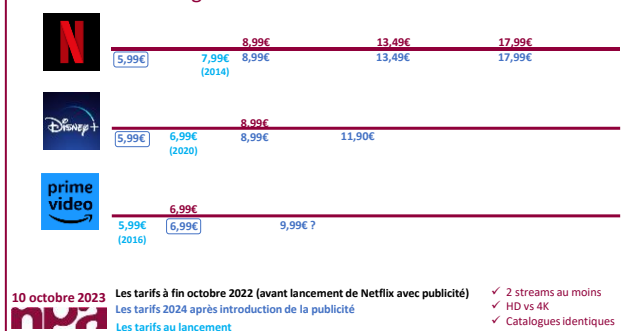 8,99€ 13,49€ 17,99€
5,99€ 7,99€ 8,99€ 13,49€ 17,99€
(2014)
Disney+
8,99€
5,99€ 6,99€ 8,99€ 11,90€
(2020)
prime
video
6,99€
5,99€ 6,99€ 9,99€ ?
(2016)
10 octobre 2023
Les tarifs à fin octobre 2022 (avant lancement de Netflix avec publicité)
Les tarifs 2024 après introduction de la publicité
Les tarifs au lancement
✓ 2 streams au moins
✓ HD vs 4K
✓ Catalogues identiques
npa